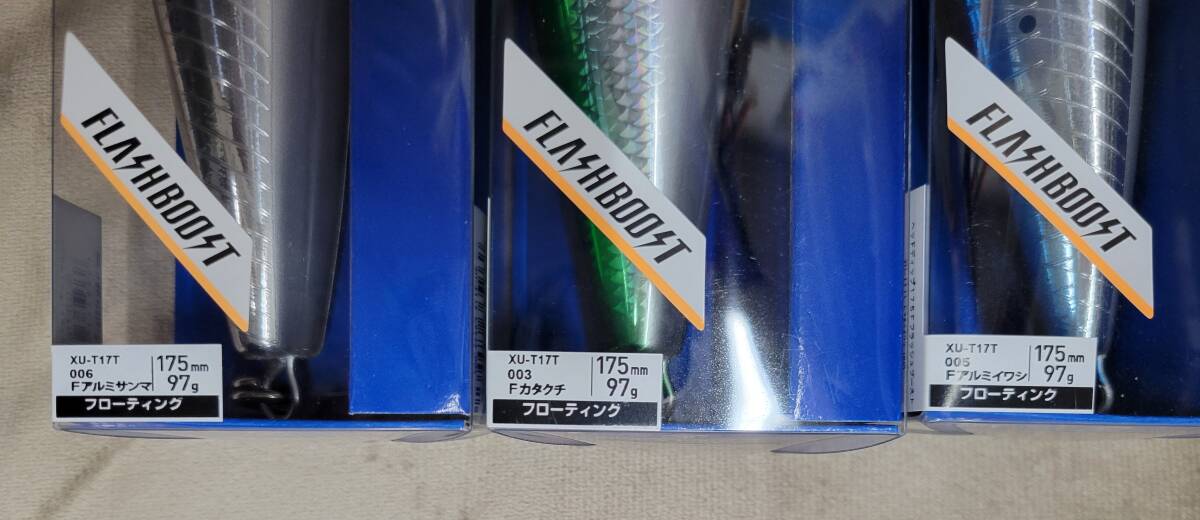 FLASHBOOST
XU-T17T
006
Fアルミサンマ
175mm
97g
フローティング
FLASHBOOST
XU-T17T
003
Fカタクチ
175mm
97g
フローティング
FLASHBOOST
XU-T17T
005
Fアルミイワシ
175mm
97g
フローティング